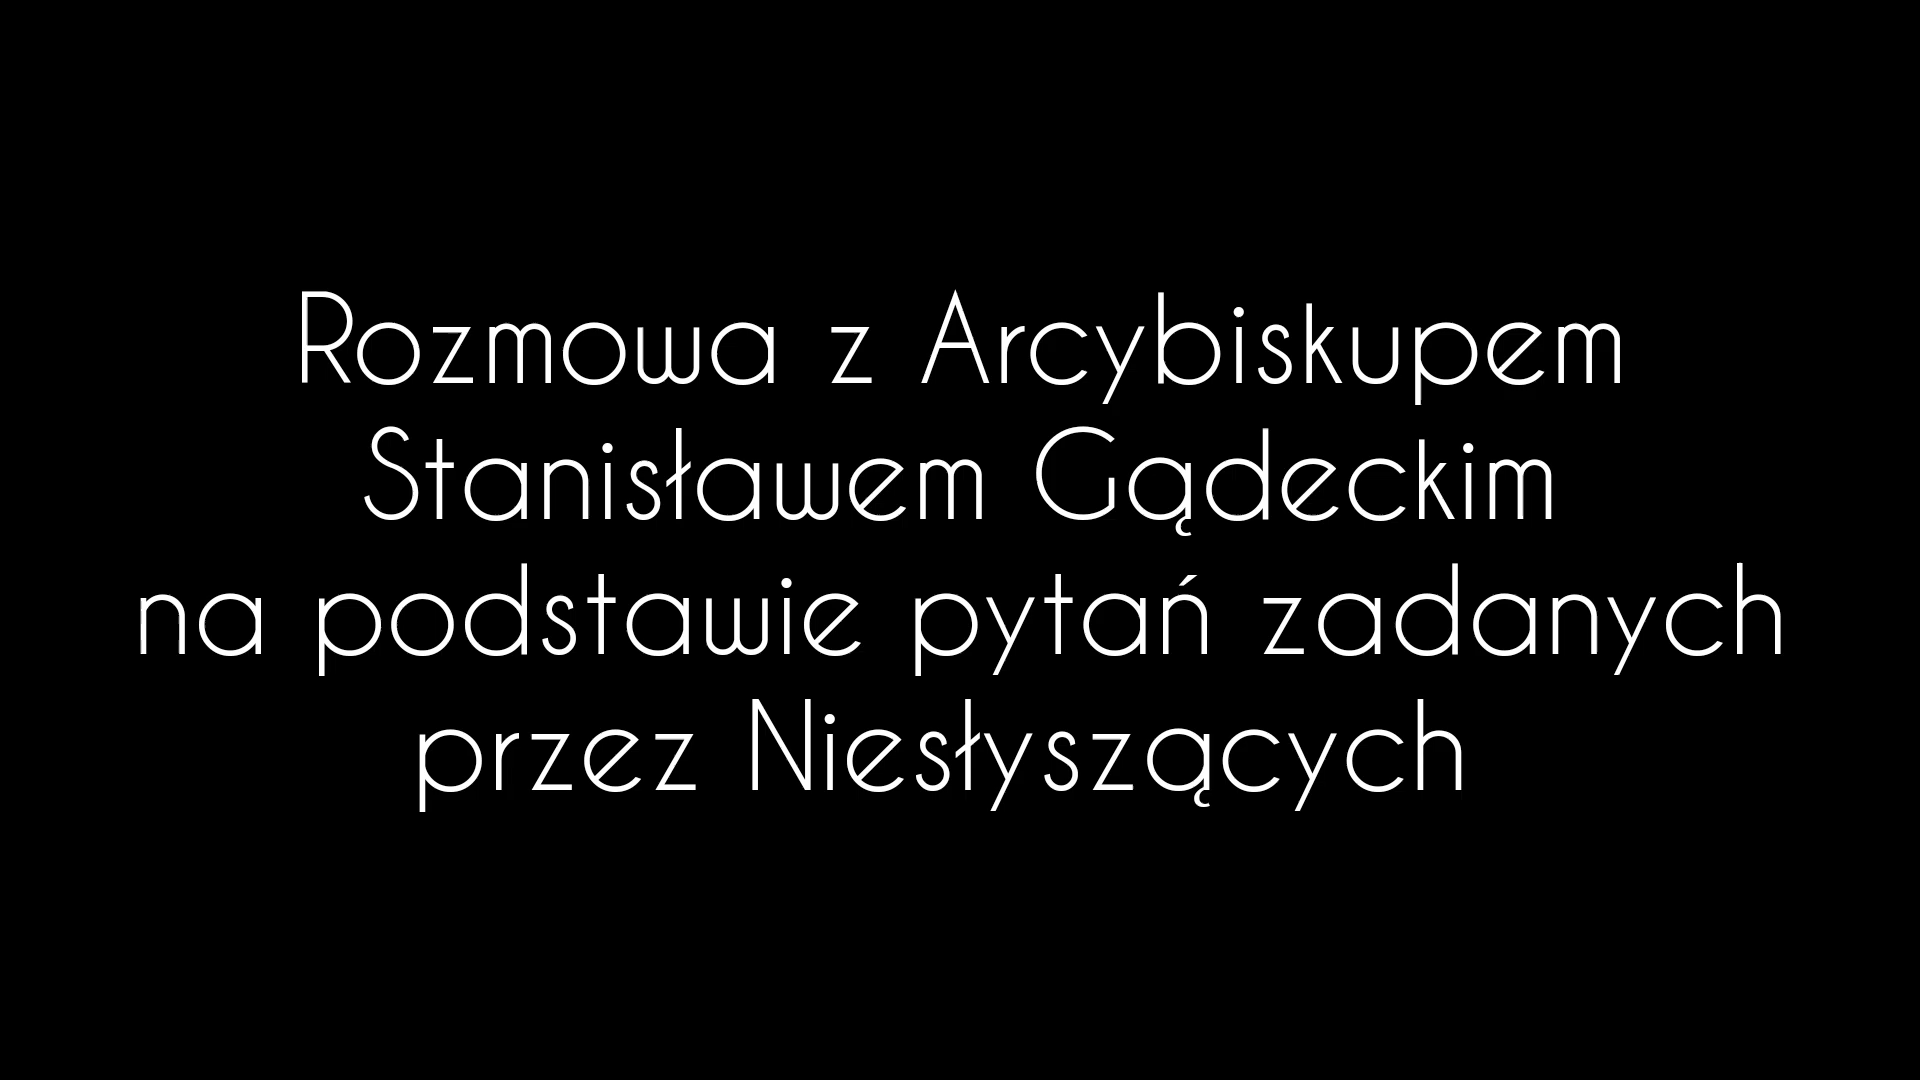 Rozmowa z Arcybiskupem
Stanisławem Gądeckim
na podstawie pytań zadanych
przez Niesłyszących